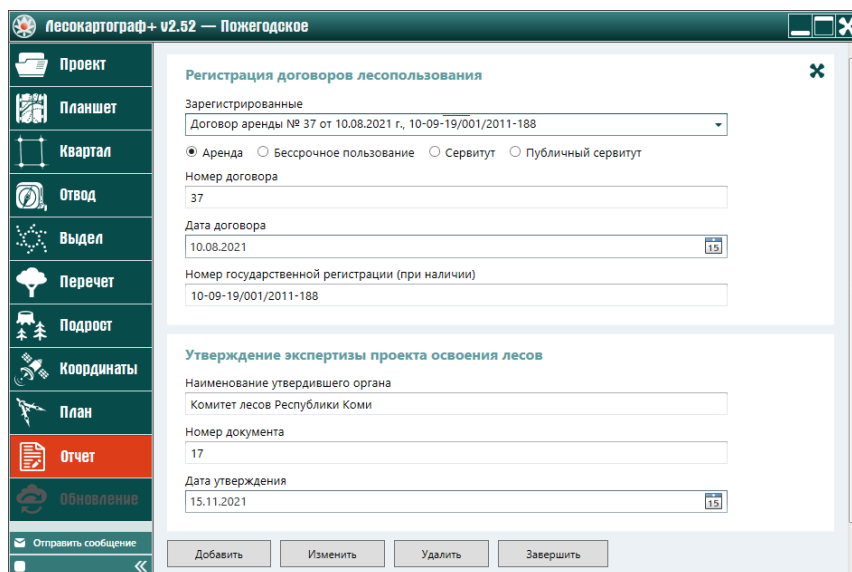 Лесокартограф+ v2.52 — Пожегодское
Проект
Планшет
Квартал
Отвод
Выдел
Перечет
Подрост
Координаты
План
Отчет
Обновление
Отправить сообщение
Регистрация договоров лесопользования
Зарегистрированные
Договор аренды № 37 от 10.08.2021 г., 10-09-19/001/2011-188
Аренда Бессрочное пользование Сервитут Публичный сервитут
Номер договора
37
Дата договора
10.08.2021
15
Номер государственной регистрации (при наличии)
10-09-19/001/2011-188
Утверждение экспертизы проекта освоения лесов
Наименование утвердившего органа
Комитет лесов Республики Коми
Номер документа
17
Дата утверждения
15.11.2021
15
Добавить Изменить Удалить Завершить